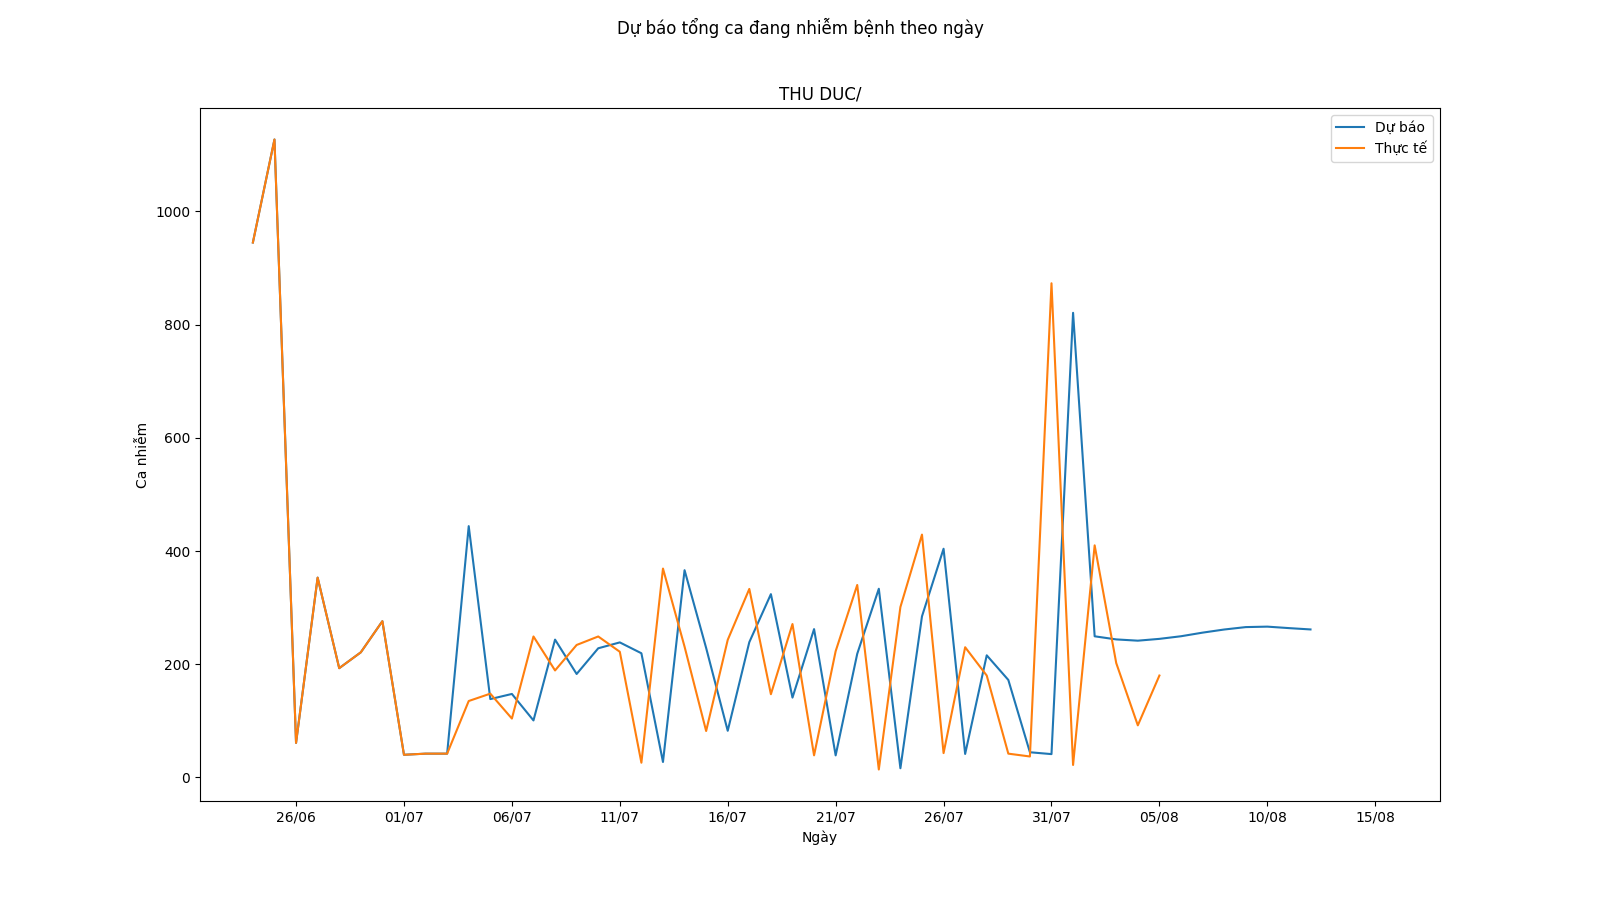 Dự báo tổng ca đang nhiễm bệnh theo ngày
THU DUC/
Dự báo
Thực tế
Ca nhiễm
1000
800
600
400
200
0
26/06 01/07 06/07 11/07 16/07 21/07 26/07 31/07 05/08 10/08 15/08
Ngày